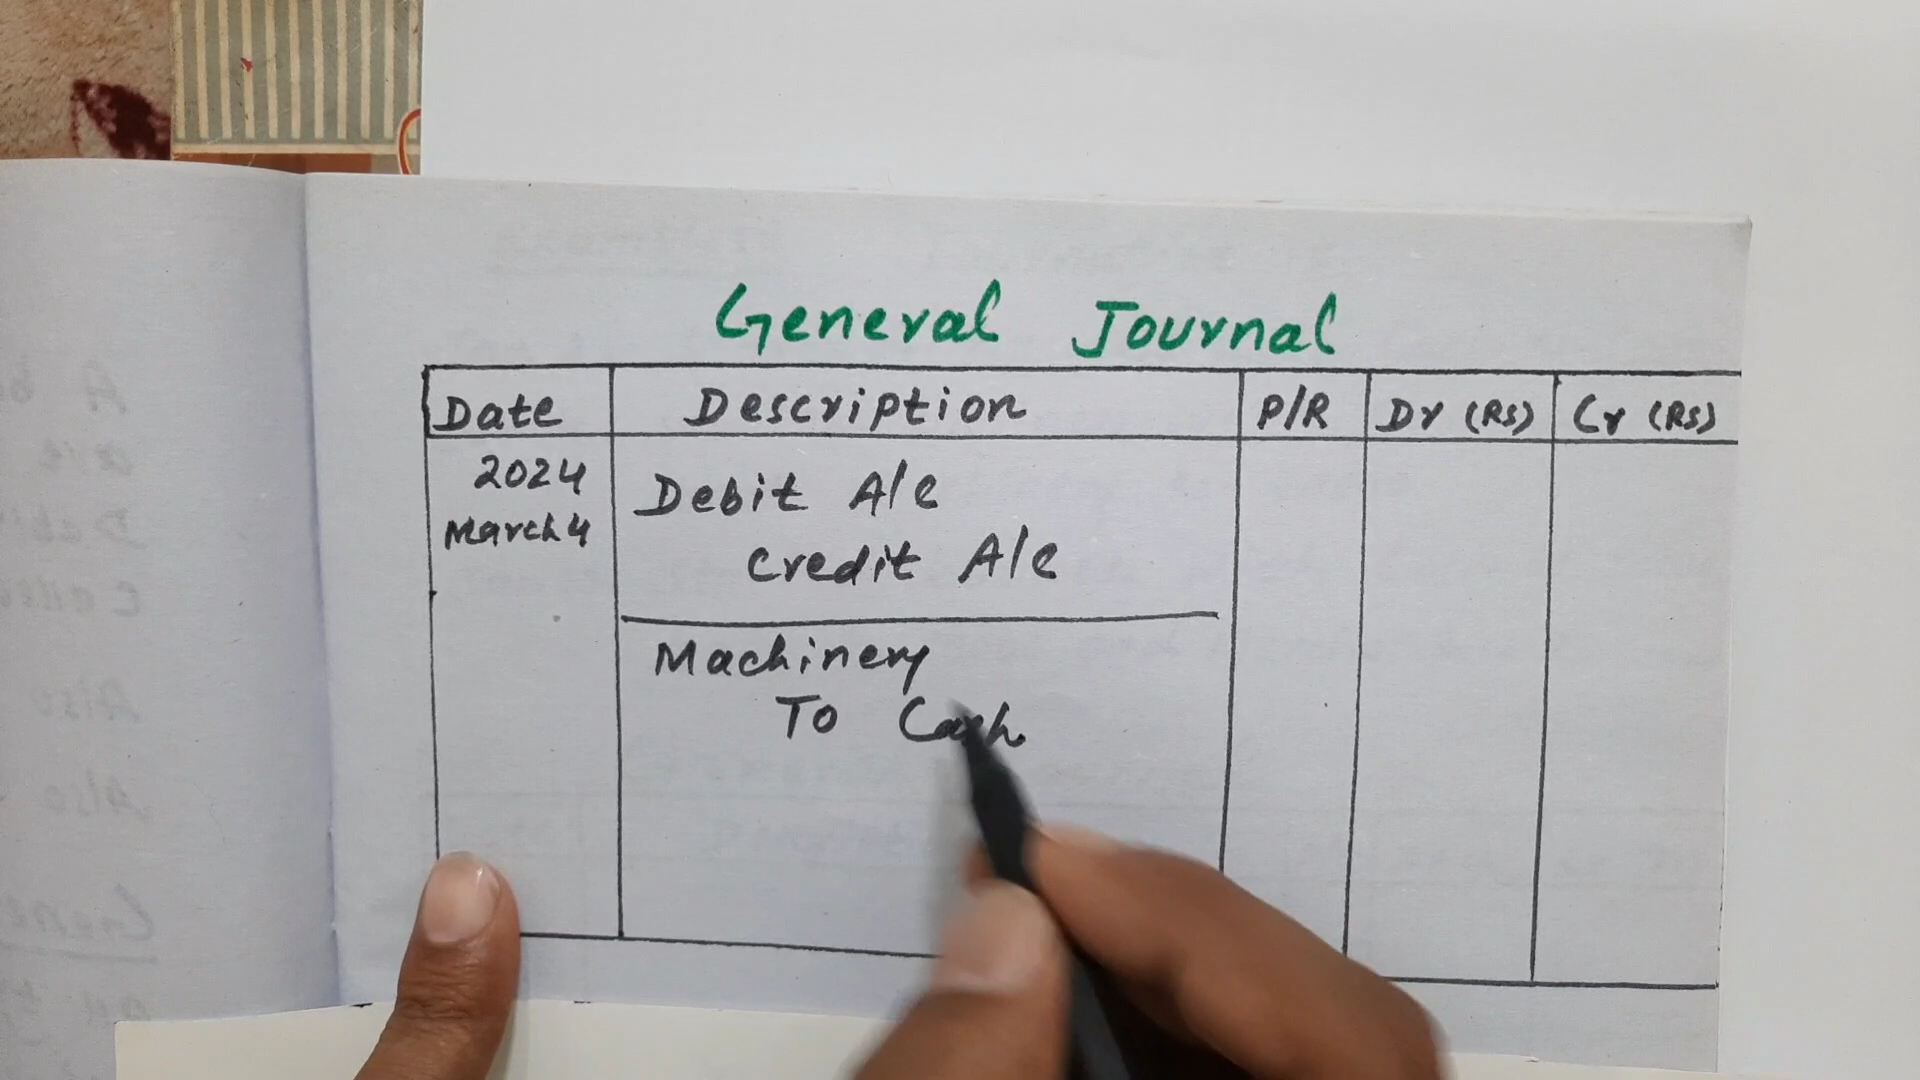 General Journal
Date Description P/R Dr (Rs) Cr (Rs)
2024
March 4
Debit A/c
Credit A/c
Machinery
To Cash